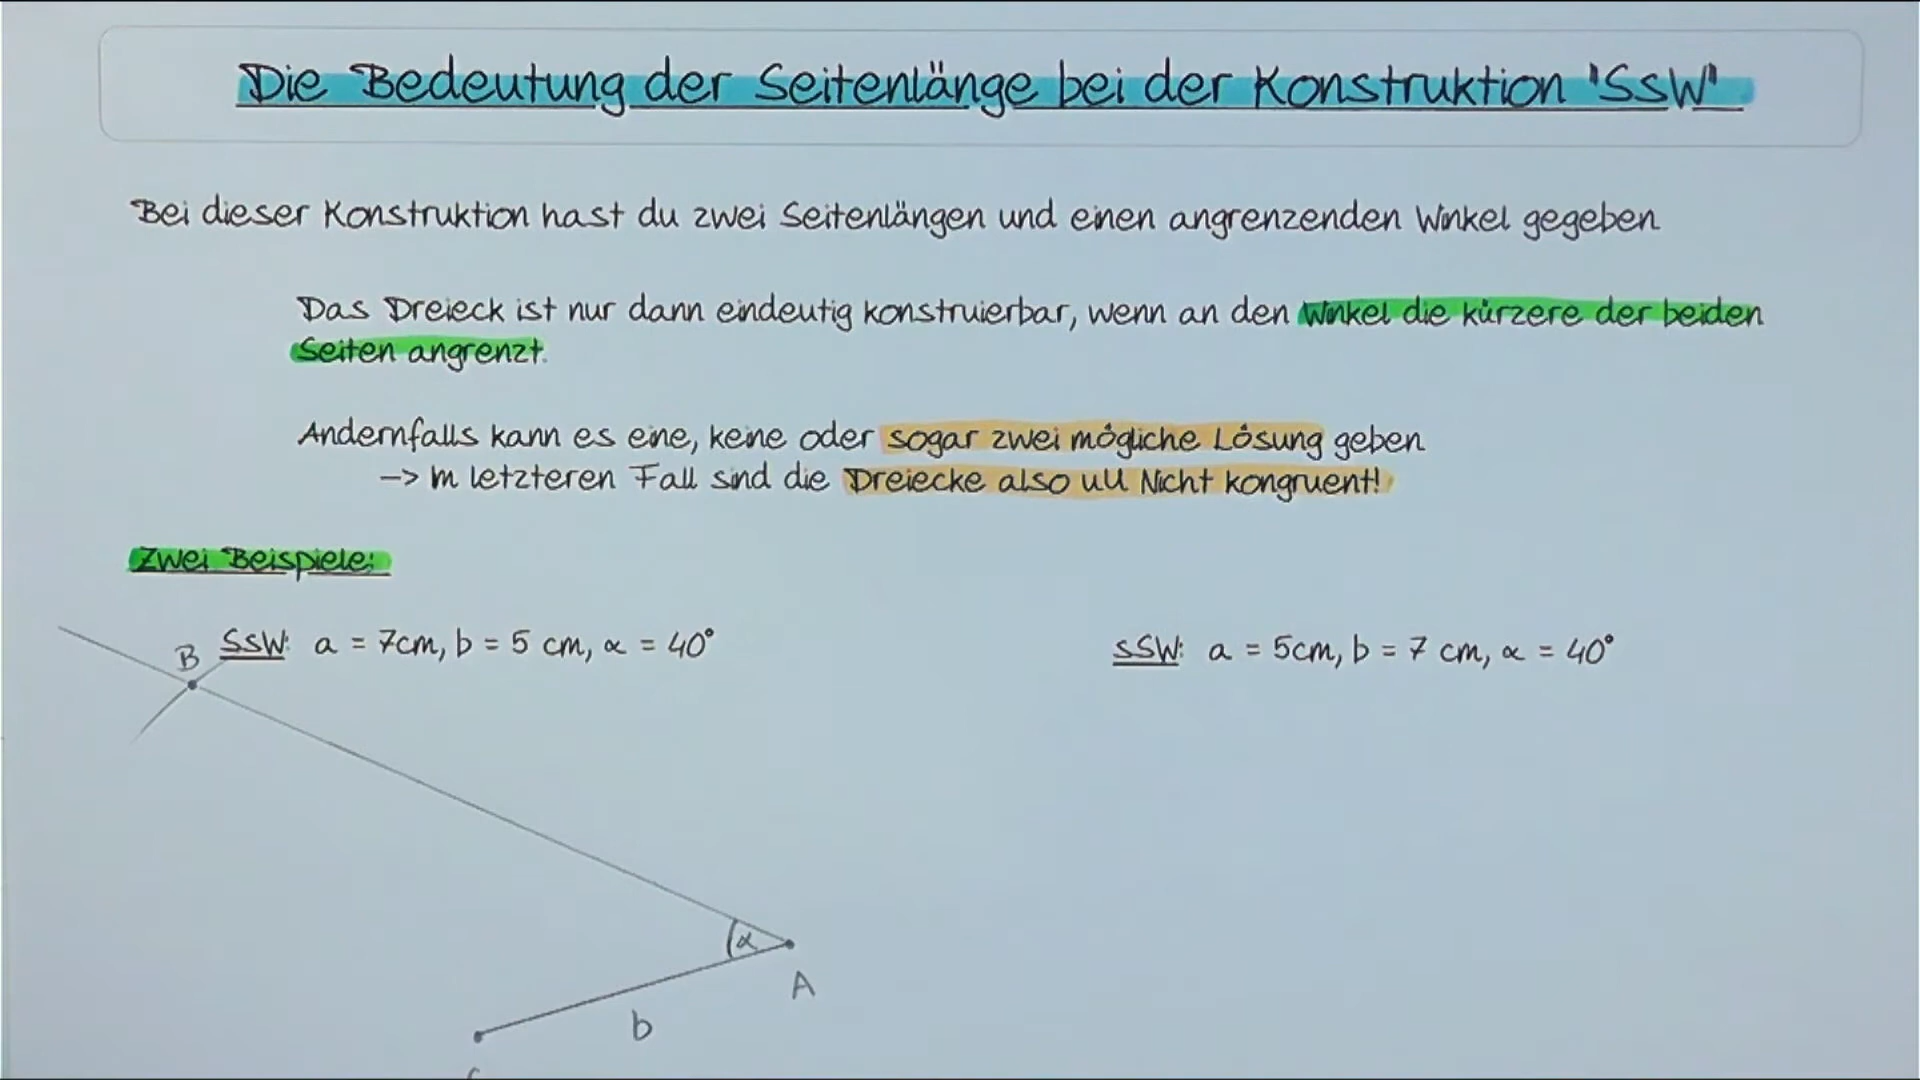 Die Bedeutung der Seitenlänge bei der Konstruktion 'SsW'
Bei dieser Konstruktion hast du zwei Seitenlängen und einen angrenzenden Winkel gegeben
Das Dreieck ist nur dann eindeutig konstruierbar, wenn an den Winkel die kürzere der beiden
Seiten angrenzt.
Andernfalls kann es eine, keine oder sogar zwei mögliche Lösung geben
-> Im letzteren Fall sind die Dreiecke also u.U. Nicht kongruent!
Zwei Beispiele:
SsW: a = 7cm, b = 5 cm, α = 40°
sSW: a = 5cm, b = 7 cm, α = 40°
B
α
A
b